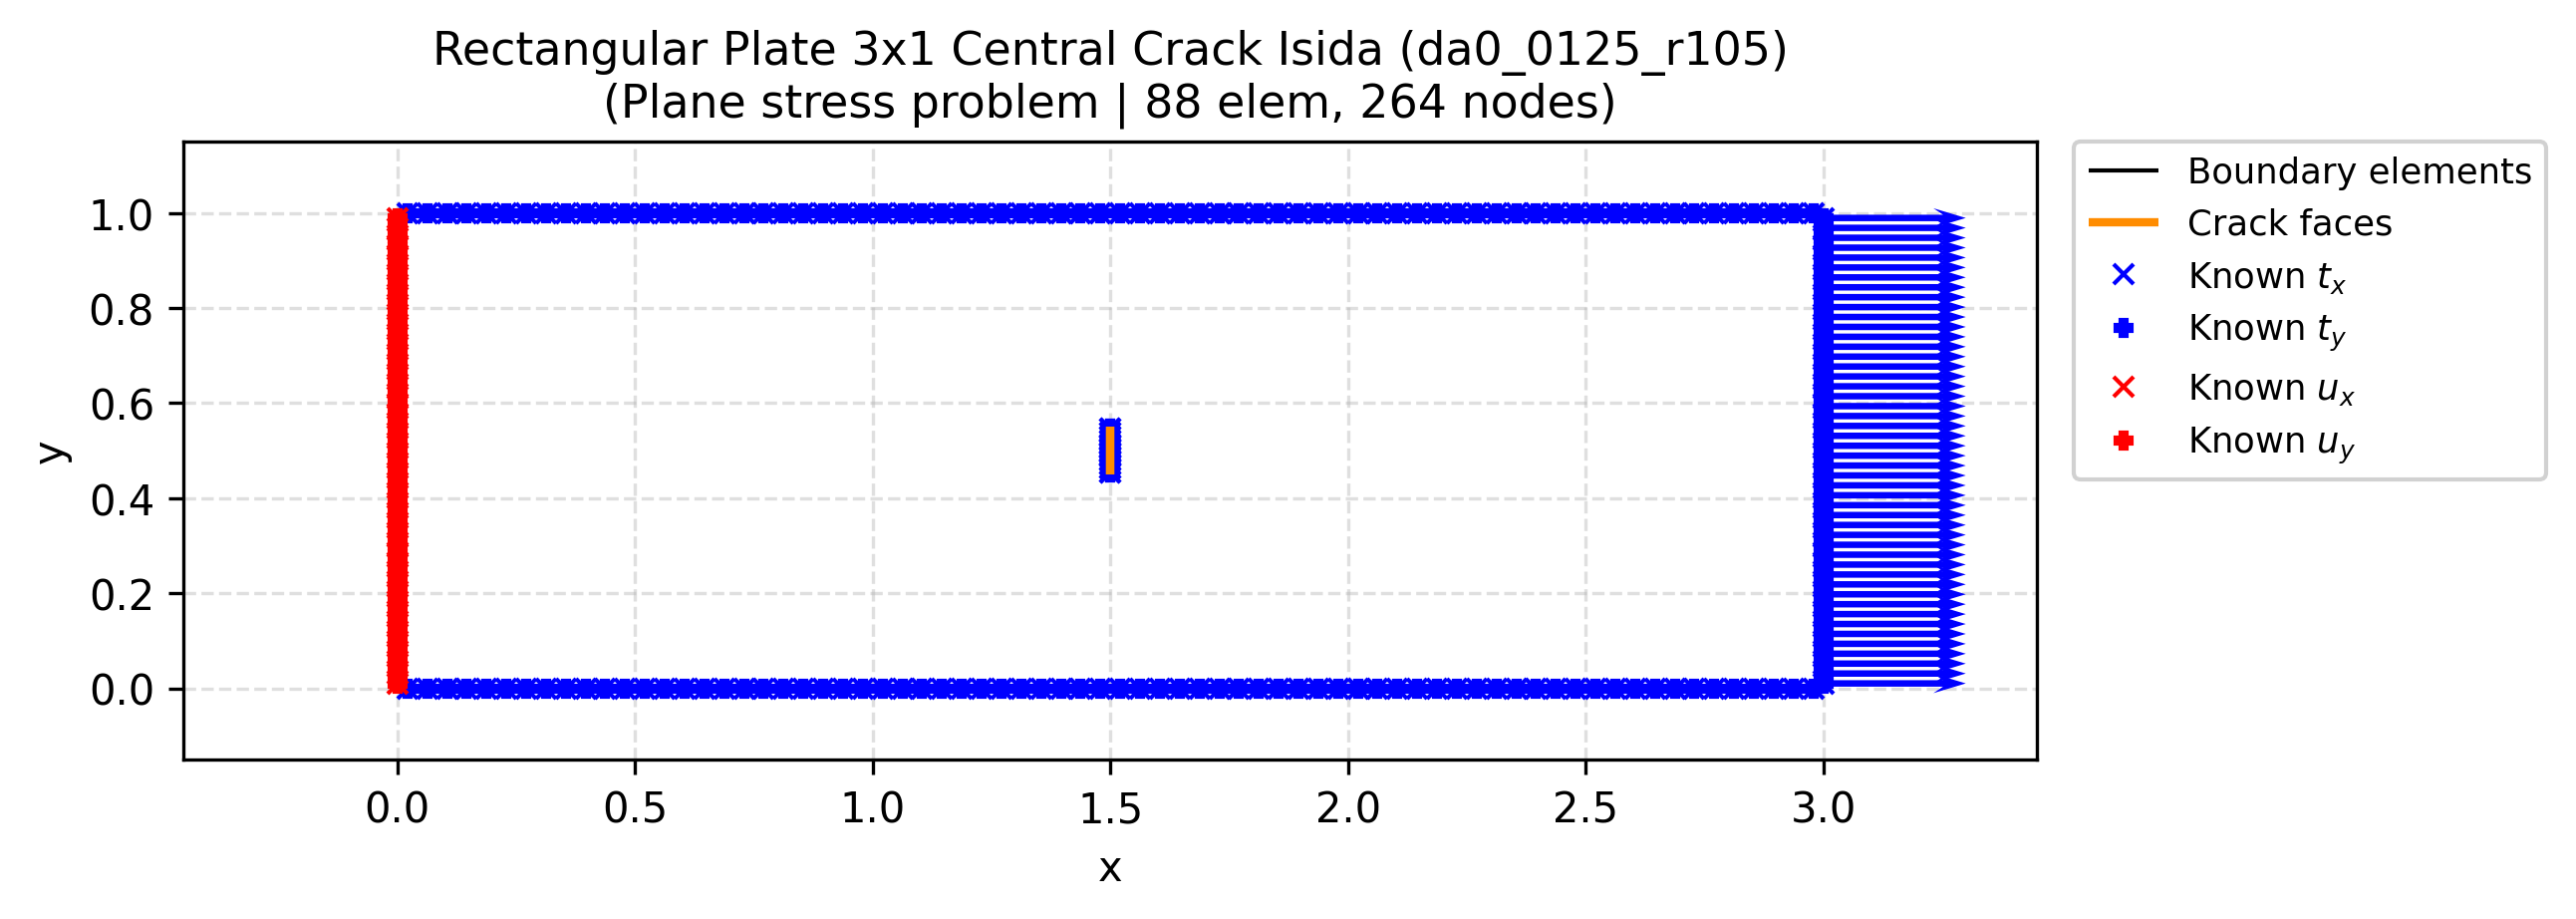 Rectangular Plate 3x1 Central Crack Isida (da0_0125_r105)
(Plane stress problem | 88 elem, 264 nodes)
Boundary elements
Crack faces
Known tₓ
Known t_y
Known uₓ
Known u_y
y
1.0
0.8
0.6
0.4
0.2
0.0
0.0 0.5 1.0 1.5 2.0 2.5 3.0
x